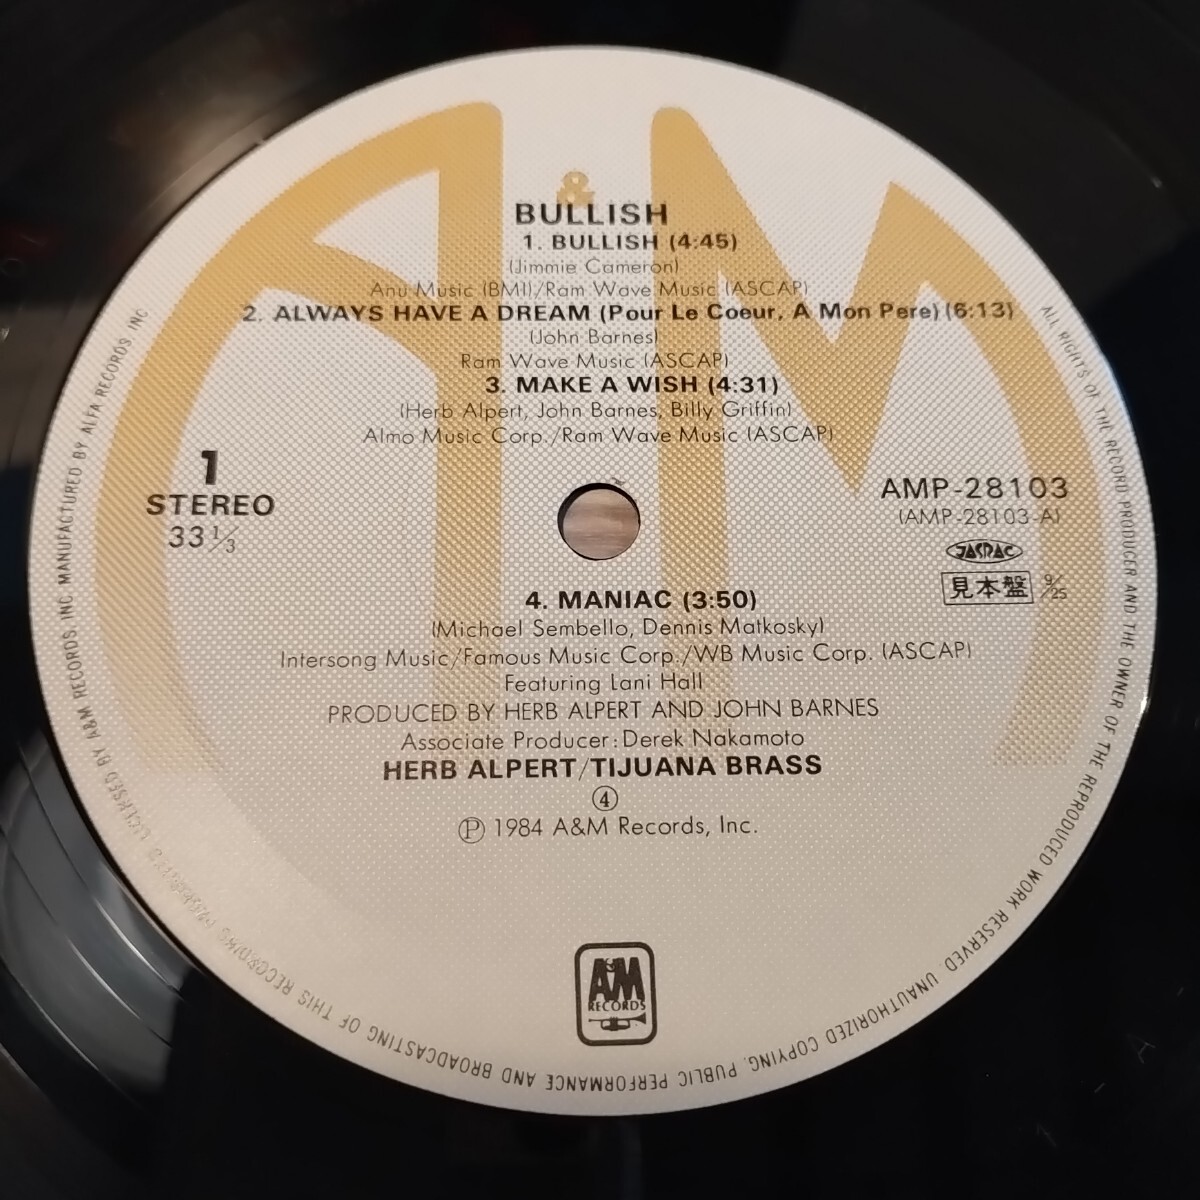 &
BULLISH
1. BULLISH (4:45)
(Jimmie Cameron)
Anu Music (BMI)/Ram Wave Music (ASCAP)
2. ALWAYS HAVE A DREAM (Pour Le Coeur, A Mon Pere) (6:13)
(John Barnes)
Ram Wave Music (ASCAP)
3. MAKE A WISH (4:31)
(Herb Alpert, John Barnes, Billy Griffin)
Almo Music Corp./Ram Wave Music (ASCAP)
1
STEREO
33 1/3
AMP-28103
(AMP-28103-A)
JASRAC
見本盤 9/25
4. MANIAC (3:50)
(Michael Sembello, Dennis Matkosky)
Intersong Music/Famous Music Corp./WB Music Corp. (ASCAP)
Featuring Lani Hall
PRODUCED BY HERB ALPERT AND JOHN BARNES
Associate Producer: Derek Nakamoto
HERB ALPERT/TIJUANA BRASS
④
Ⓟ 1984 A&M Records, Inc.
A&M
RECORDS
ALL RIGHTS OF THE RECORD PRODUCER AND THE OWNER OF THE REPRODUCED WORK RESERVED UNAUTHORIZED COPYING. PUBLIC PERFORMANCE AND BROADCASTING OF THIS RECORD
BY A&M RECORDS INC MANUFACTURED BY ALFA RECORDS INC